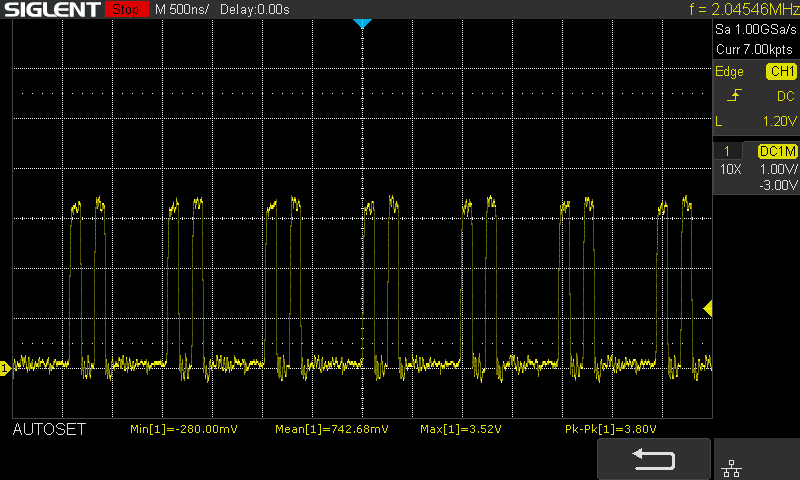 SIGLENT Stop M 500ns/ Delay:0.00s f = 2.04546MHz
Sa 1.00GSa/s
Curr 7.00kpts
Edge CH1
DC
L 1.20V
1 DC1M
10X 1.00V/
-3.00V
1
AUTOSET Min[1]=-280.00mV Mean[1]=742.68mV Max[1]=3.52V Pk-Pk[1]=3.80V